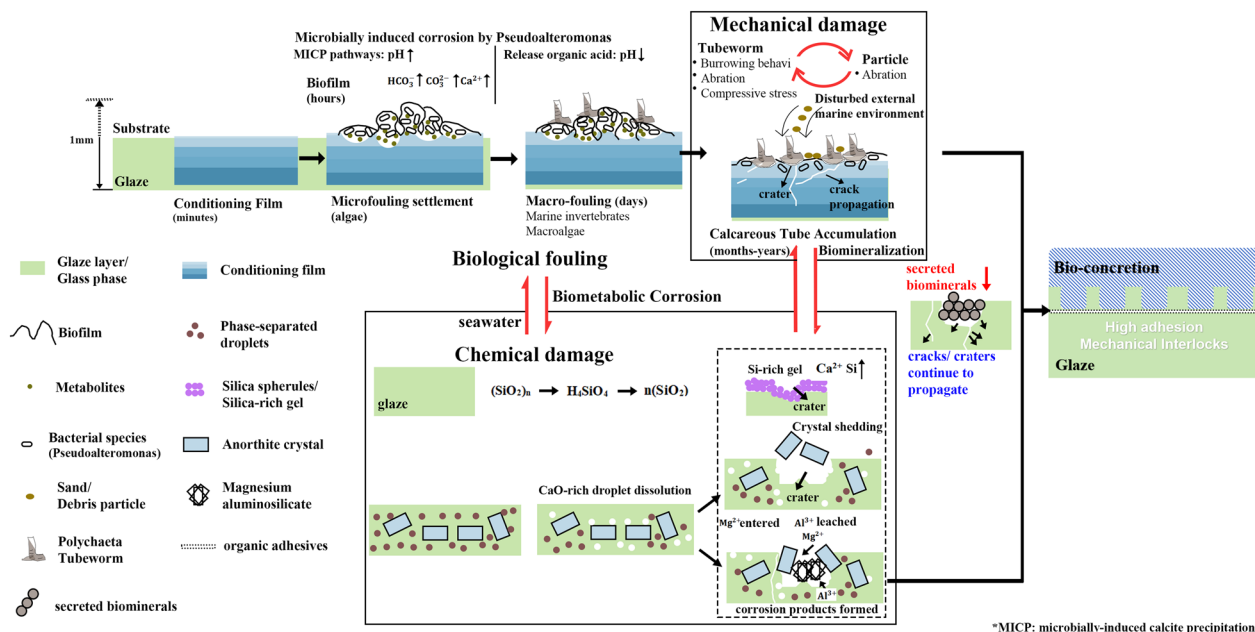 Mechanical damage
Microbially induced corrosion by Pseudoalteromonas
MICP pathways: pH ↑
Release organic acid: pH↓
Biofilm
(hours)
HCO₃⁻ ↑ CO₃²⁻ ↑ Ca²⁺ ↑
Tubeworm
• Burrowing behavi
• Abration
• Compressive stress
Particle
• Abration
Disturbed external
marine environment
1mm
Substrate
Glaze
crater
crack
propagation
Conditioning Film
(minutes)
Microfouling settlement
(algae)
Macro-fouling (days)
Marine invertebrates
Macroalgae
Calcareous Tube Accumulation
(months-years)
Biomineralization
Biological fouling
Biometabolic Corrosion
seawater
Chemical damage
glaze
(SiO₂)n → H₄SiO₄ → n(SiO₂)
Si-rich gel
Ca²⁺ Si ↑
crater
Crystal shedding
crater
CaO-rich droplet dissolution
Mg²⁺entered
Al³⁺ leached
Mg²⁺
Al³⁺
corrosion products formed
secreted
biominerals
cracks/ craters
continue to
propagate
Bio-concretion
High adhesion
Mechanical Interlocks
Glaze
Glaze layer/
Glass phase
Conditioning film
Biofilm
Phase-separated
droplets
Metabolites
Silica spherules/
Silica-rich gel
Bacterial species
(Pseudoalteromonas)
Anorthite crystal
Sand/
Debris particle
Magnesium
aluminosilicate
Polychaeta
Tubeworm
organic adhesives
secreted biominerals
*MICP: microbially-induced calcite precipitation